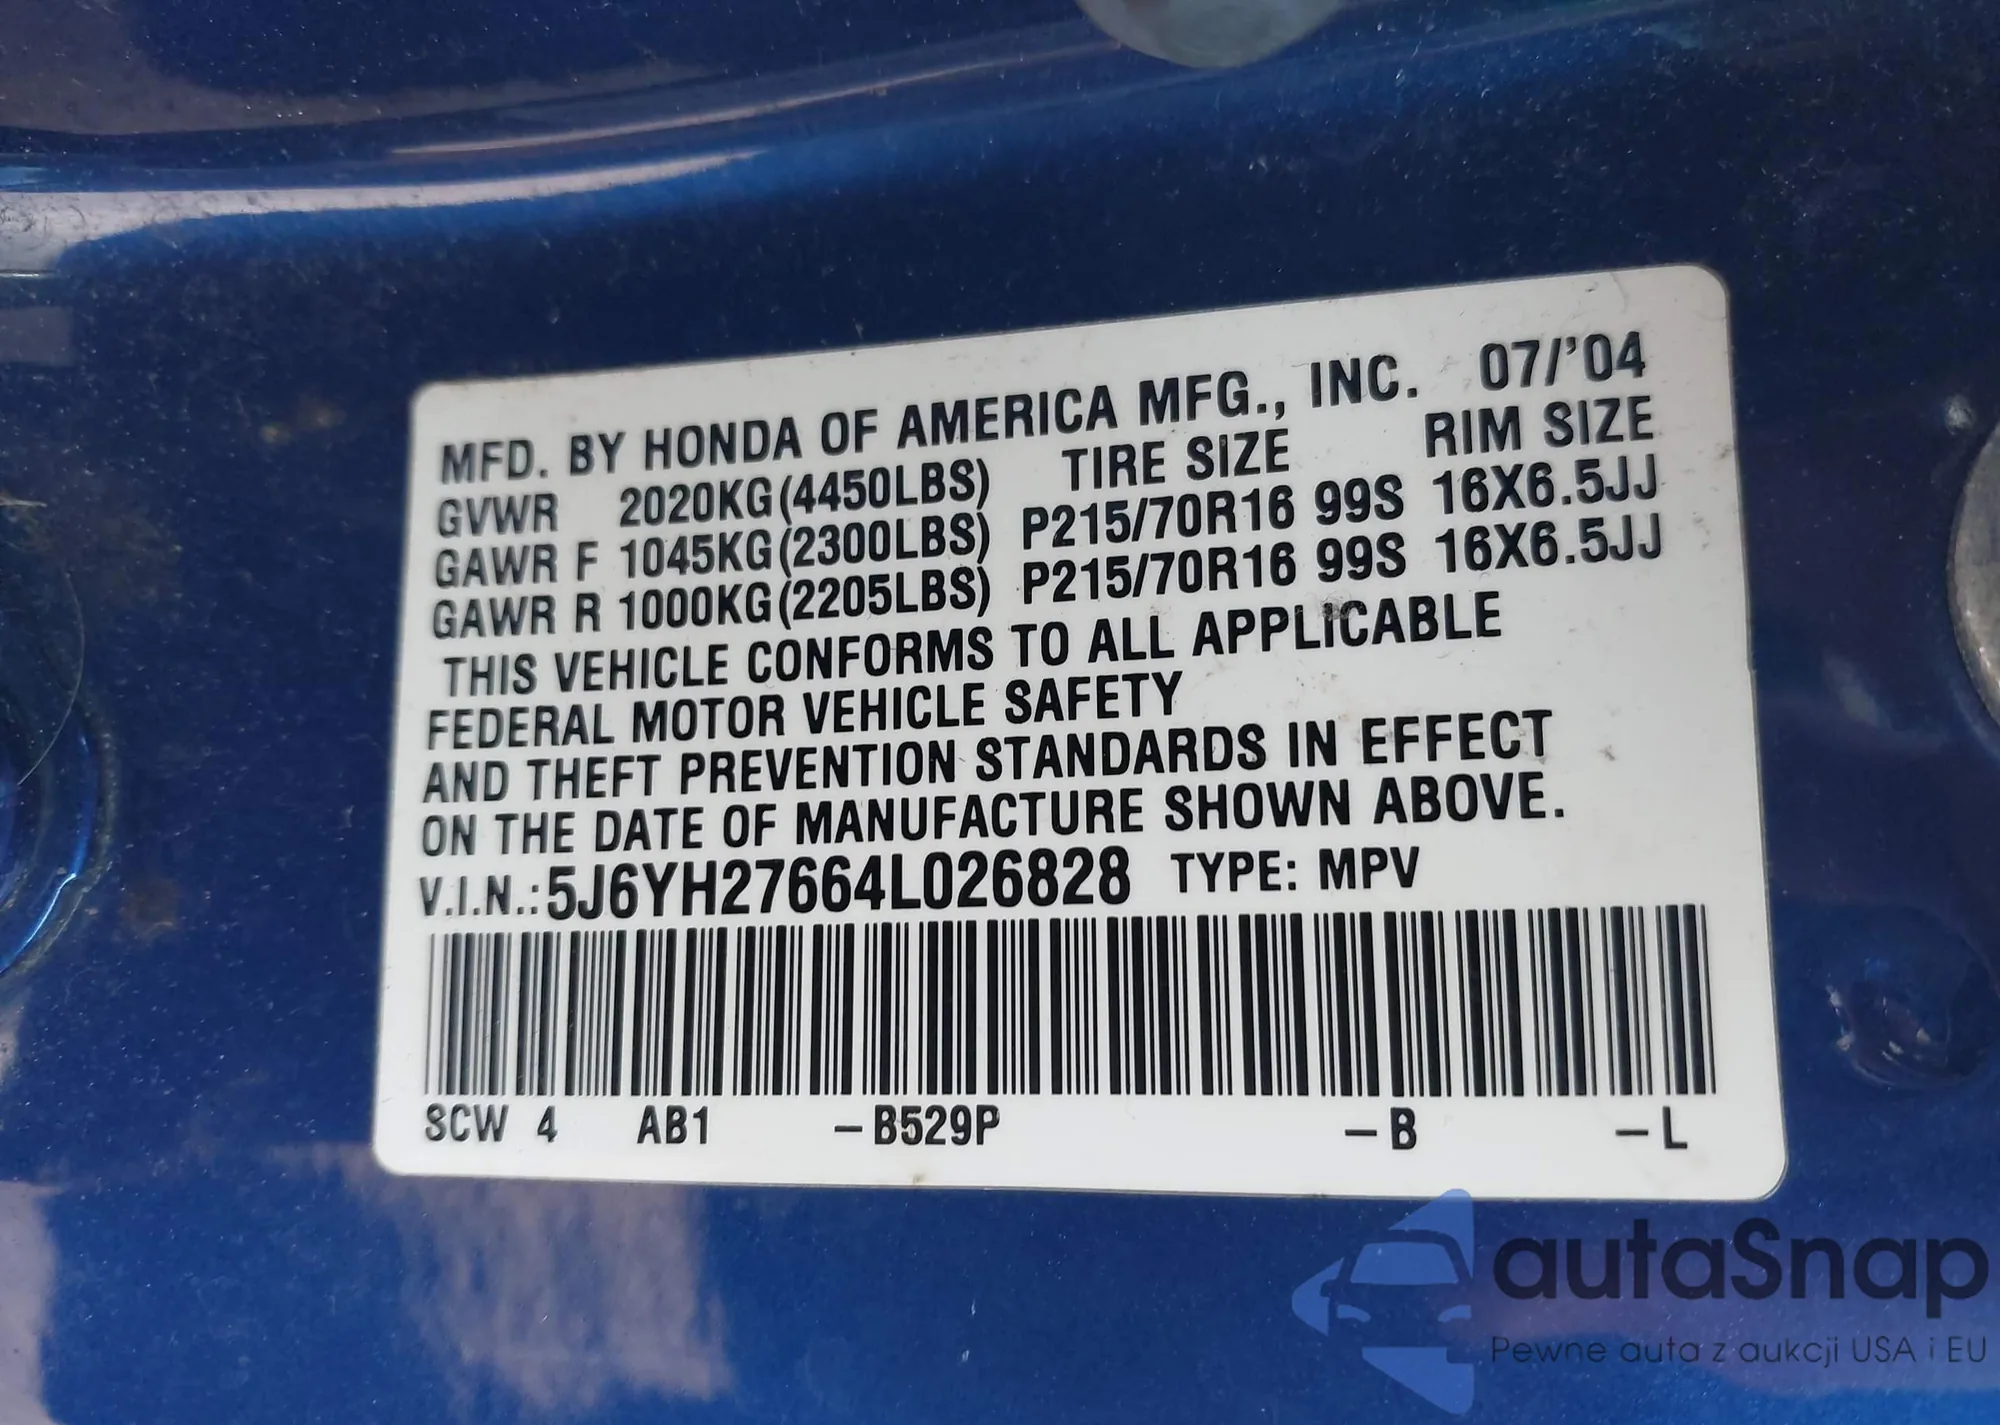 MFD. BY HONDA OF AMERICA MFG., INC. 07/'04
GVWR 2020KG(4450LBS) TIRE SIZE RIM SIZE
GAWR F 1045KG(2300LBS) P215/70R16 99S 16X6.5JJ
GAWR R 1000KG(2205LBS) P215/70R16 99S 16X6.5JJ
THIS VEHICLE CONFORMS TO ALL APPLICABLE
FEDERAL MOTOR VEHICLE SAFETY
AND THEFT PREVENTION STANDARDS IN EFFECT
ON THE DATE OF MANUFACTURE SHOWN ABOVE.
V.I.N.:5J6YH27664L026828 TYPE: MPV
SCW 4 AB1 –B529P –B –L
autaSnap
Pewne auta z aukcji USA i EU